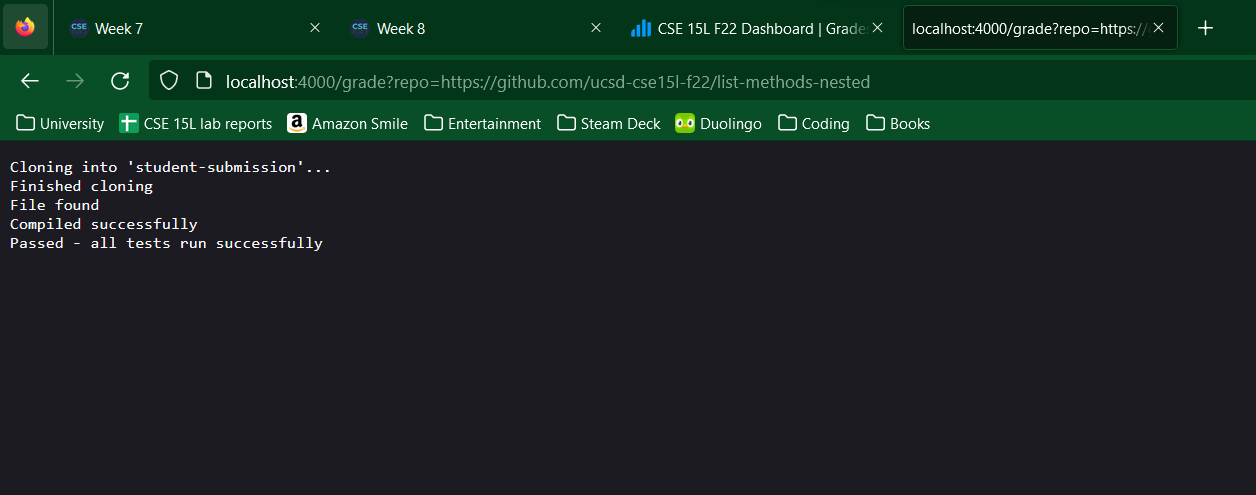 CSE Week 7
CSE Week 8
CSE 15L F22 Dashboard | Grade
localhost:4000/grade?repo=https://
localhost:4000/grade?repo=https://github.com/ucsd-cse15l-f22/list-methods-nested
University
CSE 15L lab reports
a Amazon Smile
Entertainment
Steam Deck
Duolingo
Coding
Books
Cloning into 'student-submission'...
Finished cloning
File found
Compiled successfully
Passed - all tests run successfully